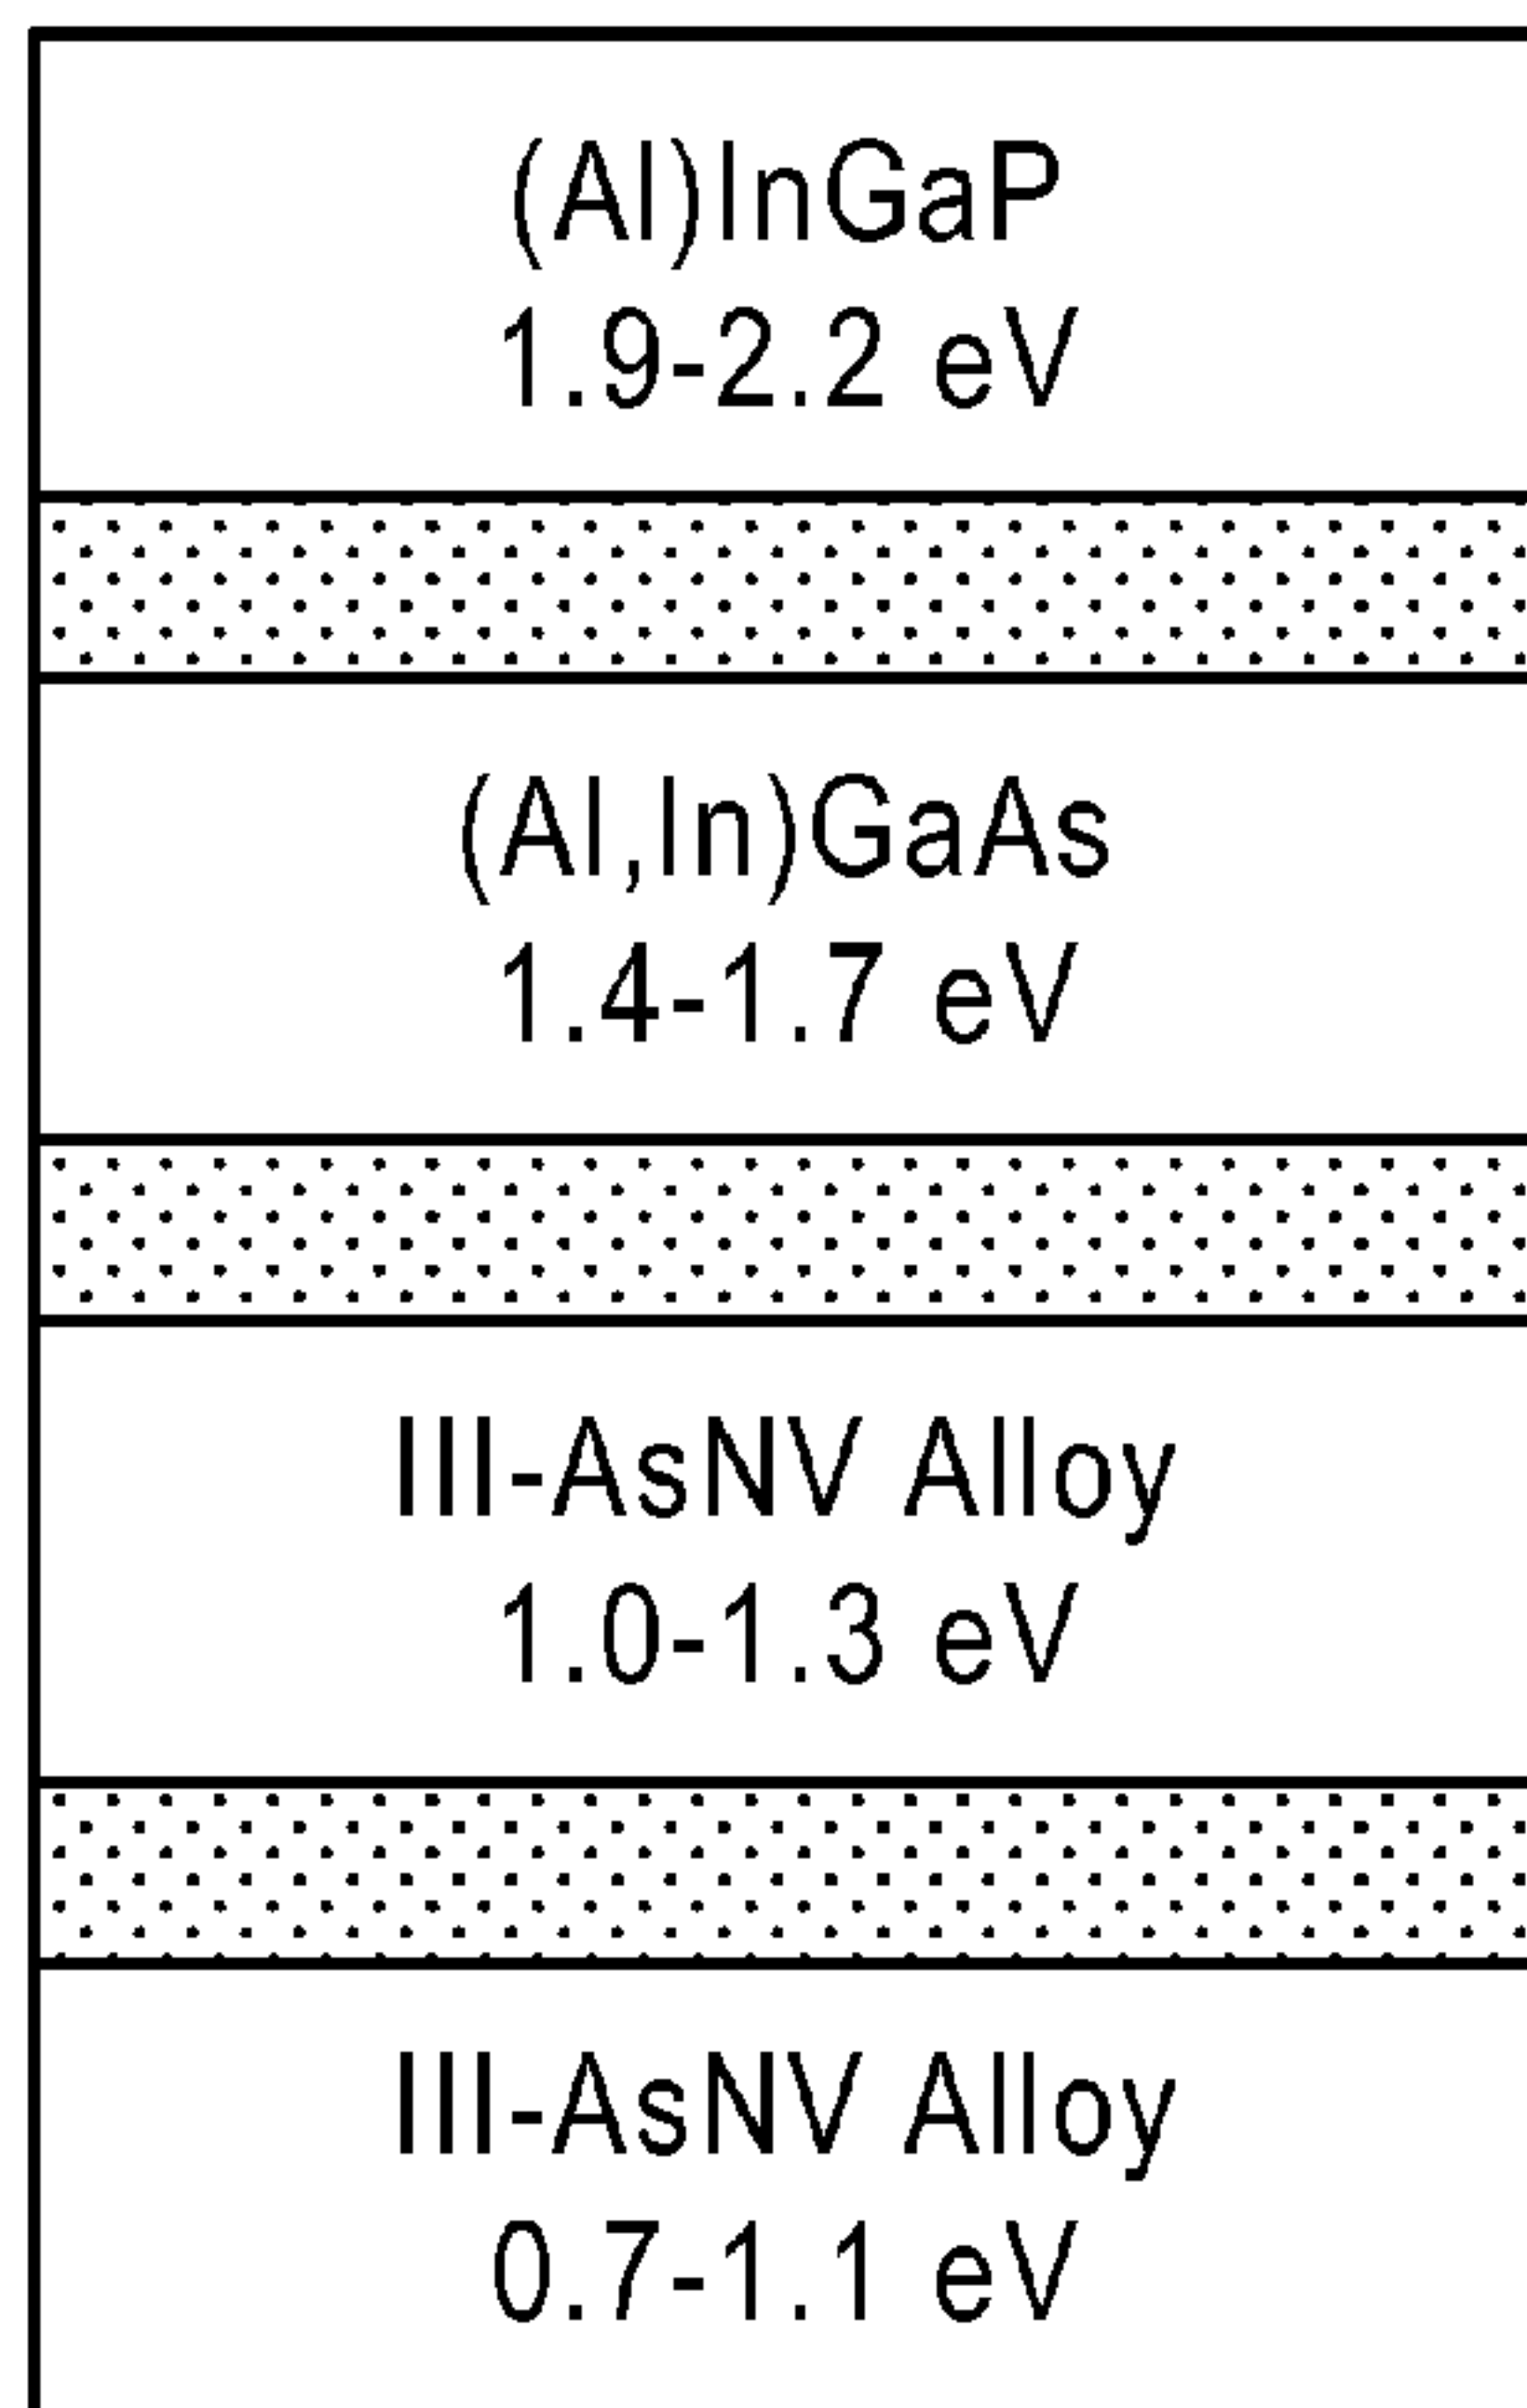 (Al)InGaP
1.9-2.2 eV
(Al,In)GaAs
1.4-1.7 eV
III-AsNV Alloy
1.0-1.3 eV
III-AsNV Alloy
0.7-1.1 eV